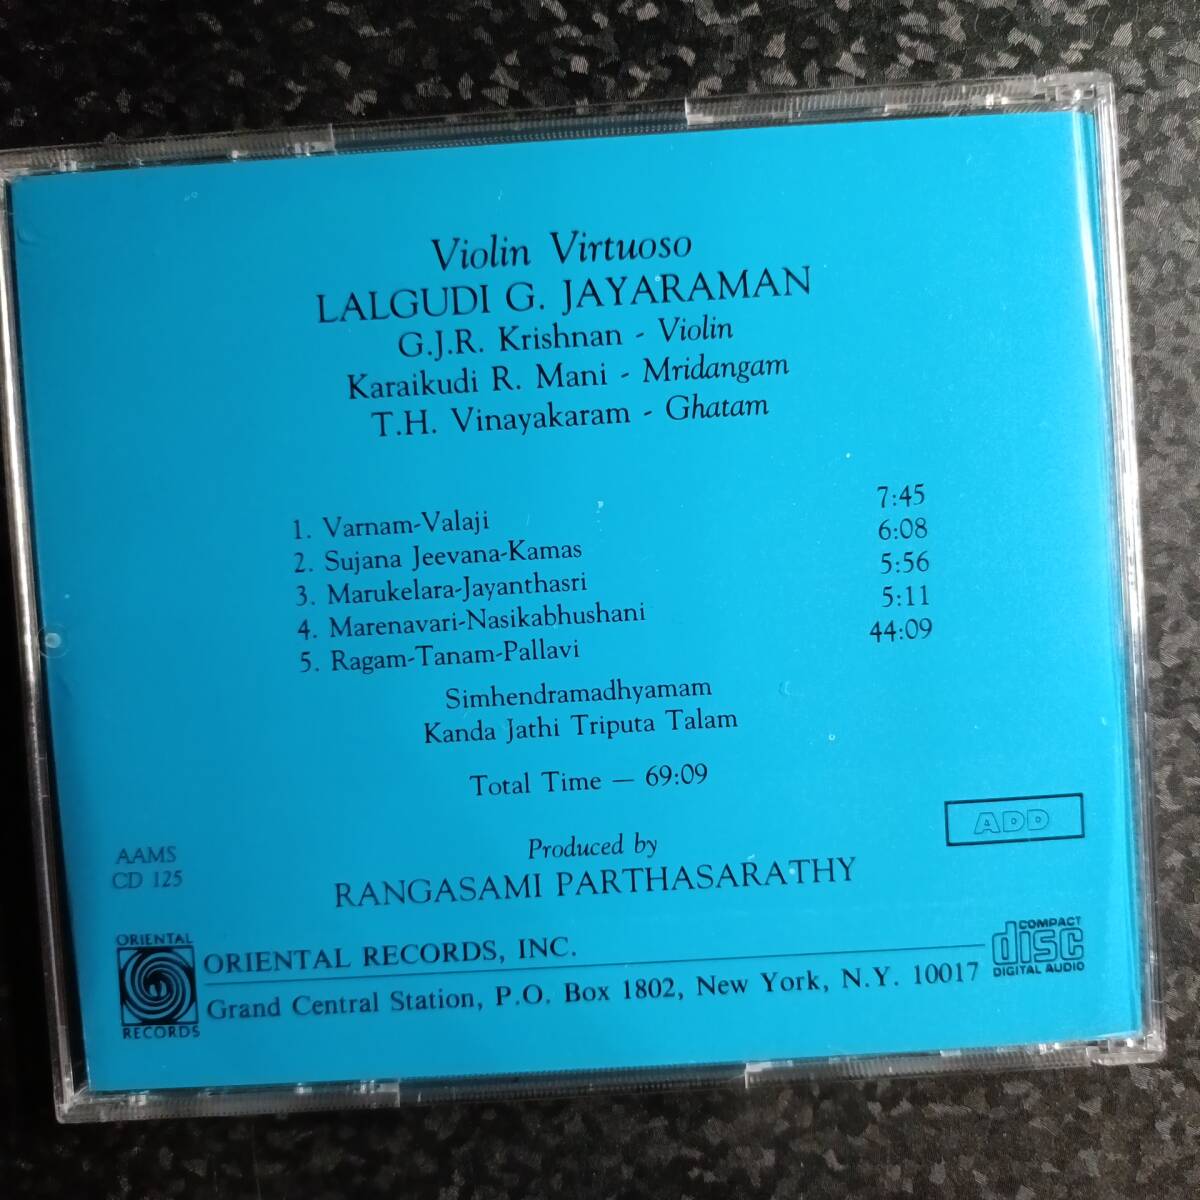 Violin Virtuoso
LALGUDI G. JAYARAMAN
G.J.R. Krishnan - Violin
Karaikudi R. Mani - Mridangam
T.H. Vinayakaram - Ghatam
1. Varnam-Valaji 7:45
2. Sujana Jeevana-Kamas 6:08
3. Marukelara-Jayanthasri 5:56
4. Marenavari-Nasikabhushani 5:11
5. Ragam-Tanam-Pallavi 44:09
Simhendramadhyamam
Kanda Jathi Triputa Talam
Total Time — 69:09
ADD
Produced by
RANGASAMI PARTHASARATHY
AAMS
CD 125
ORIENTAL
RECORDS
ORIENTAL RECORDS, INC.
Grand Central Station, P.O. Box 1802, New York, N.Y. 10017
COMPACT
disc
DIGITAL AUDIO